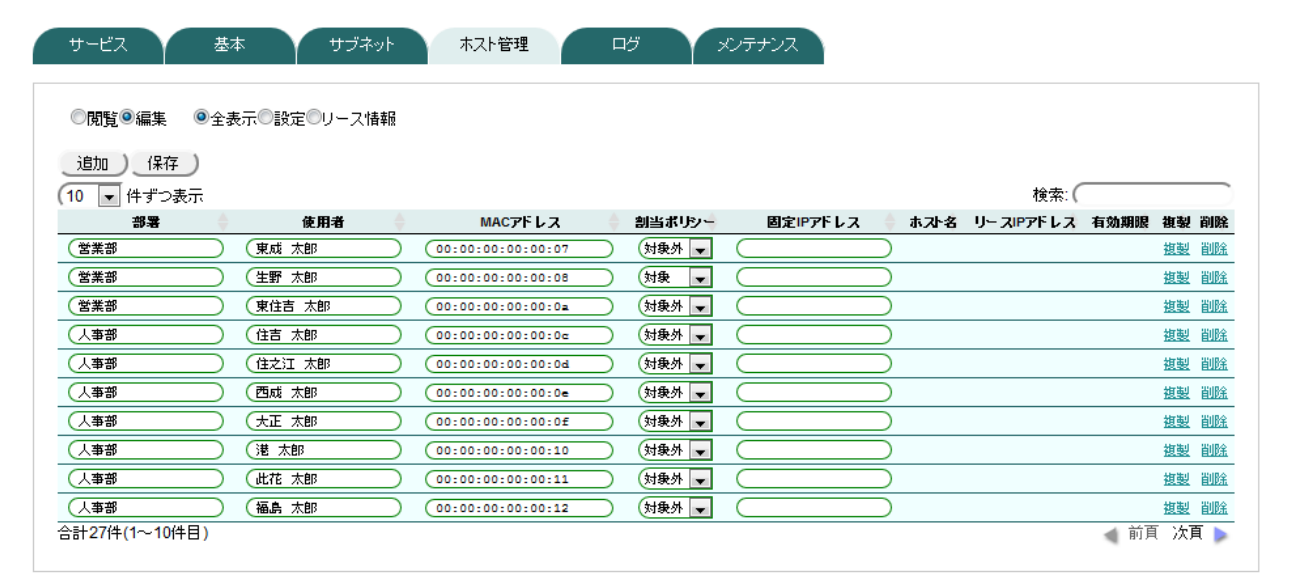 サービス 基本 サブネット ホスト管理 ログ メンテナンス
閲覧 編集 全表示 設定 リース情報
追加 保存
10 件ずつ表示 検索:
部署 使用者 MACアドレス 割当ポリシー 固定IPアドレス ホスト名 リースIPアドレス 有効期限 複製 削除
営業部 東成 太郎 00:00:00:00:00:07 対象外 複製 削除
営業部 生野 太郎 00:00:00:00:00:08 対象 複製 削除
営業部 東住吉 太郎 00:00:00:00:00:0a 対象外 複製 削除
人事部 住吉 太郎 00:00:00:00:00:0c 対象外 複製 削除
人事部 住之江 太郎 00:00:00:00:00:0d 対象外 複製 削除
人事部 西成 太郎 00:00:00:00:00:0e 対象外 複製 削除
人事部 大正 太郎 00:00:00:00:00:0f 対象外 複製 削除
人事部 港 太郎 00:00:00:00:00:10 対象外 複製 削除
人事部 此花 太郎 00:00:00:00:00:11 対象外 複製 削除
人事部 福島 太郎 00:00:00:00:00:12 対象外 複製 削除
合計27件(1～10件目) 前頁 次頁